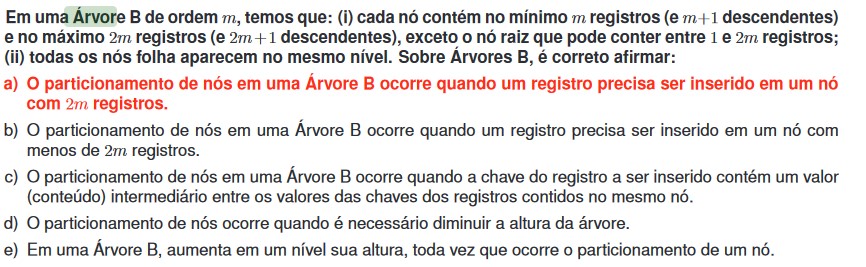 Em uma Árvore B de ordem m, temos que: (i) cada nó contém no mínimo m registros (e m+1 descendentes)
e no máximo 2m registros (e 2m+1 descendentes), exceto o nó raiz que pode conter entre 1 e 2m registros;
(ii) todas os nós folha aparecem no mesmo nível. Sobre Árvores B, é correto afirmar:
a) O particionamento de nós em uma Árvore B ocorre quando um registro precisa ser inserido em um nó
com 2m registros.
b) O particionamento de nós em uma Árvore B ocorre quando um registro precisa ser inserido em um nó com
menos de 2m registros.
c) O particionamento de nós em uma Árvore B ocorre quando a chave do registro a ser inserido contém um valor
(conteúdo) intermediário entre os valores das chaves dos registros contidos no mesmo nó.
d) O particionamento de nós ocorre quando é necessário diminuir a altura da árvore.
e) Em uma Árvore B, aumenta em um nível sua altura, toda vez que ocorre o particionamento de um nó.